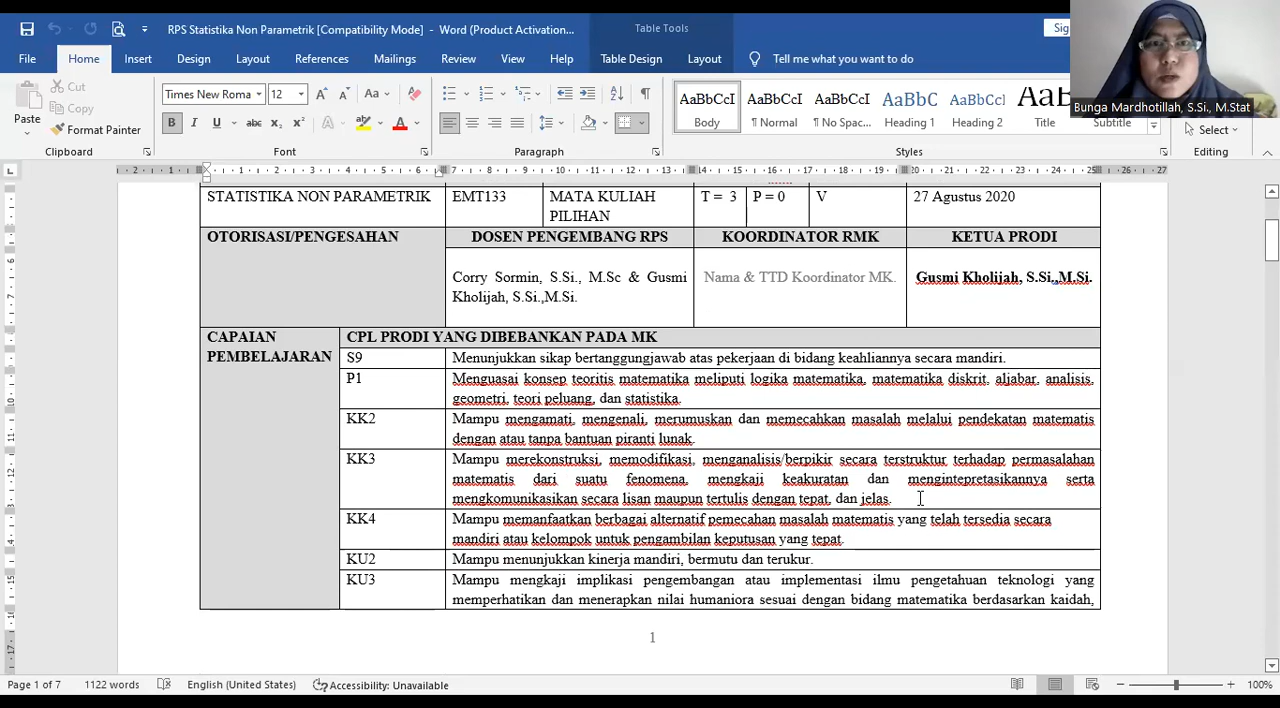 RPS Statistika Non Parametrik [Compatibility Mode] - Word (Product Activation...
Table Tools
Sig
File Home Insert Design Layout References Mailings Review View Help Table Design Layout Tell me what you want to do
Paste
Cut
Copy
Format Painter
Times New Roma 12
Aa
B I U abc x₂ x² A A
AaBbCcI AaBbCcI AaBbCcI AaBbC AaBbCcI AaB
Body ¶ Normal ¶ No Spac... Heading 1 Heading 2 Title Subtitle
Bunga Mardhotillah, S.Si., M.Stat
Select
Clipboard Font Paragraph Styles Editing
STATISTIKA NON PARAMETRIK EMT133 MATA KULIAH T = 3 P = 0 V 27 Agustus 2020
PILIHAN
OTORISASI/PENGESAHAN DOSEN PENGEMBANG RPS KOORDINATOR RMK KETUA PRODI
Corry Sormin, S.Si., M.Sc & Gusmi Nama & TTD Koordinator MK. Gusmi Kholijah, S.Si.,M.Si.
Kholijah, S.Si.,M.Si.
CAPAIAN CPL PRODI YANG DIBEBANKAN PADA MK
PEMBELAJARAN S9 Menunjukkan sikap bertanggungjawab atas pekerjaan di bidang keahliannya secara mandiri.
P1 Menguasai konsep teoritis matematika meliputi logika matematika, matematika diskrit, aljabar, analisis,
geometri, teori peluang, dan statistika.
KK2 Mampu mengamati, mengenali, merumuskan dan memecahkan masalah melalui pendekatan matematis
dengan atau tanpa bantuan piranti lunak.
KK3 Mampu merekonstruksi, memodifikasi, menganalisis/berpikir secara terstruktur terhadap permasalahan
matematis dari suatu fenomena, mengkaji keakuratan dan mengintepretasikannya serta
mengkomunikasikan secara lisan maupun tertulis dengan tepat, dan jelas.
KK4 Mampu memanfaatkan berbagai alternatif pemecahan masalah matematis yang telah tersedia secara
mandiri atau kelompok untuk pengambilan keputusan yang tepat.
KU2 Mampu menunjukkan kinerja mandiri, bermutu dan terukur.
KU3 Mampu mengkaji implikasi pengembangan atau implementasi ilmu pengetahuan teknologi yang
memperhatikan dan menerapkan nilai humaniora sesuai dengan bidang matematika berdasarkan kaidah,
1
Page 1 of 7 1122 words English (United States) Accessibility: Unavailable 100%